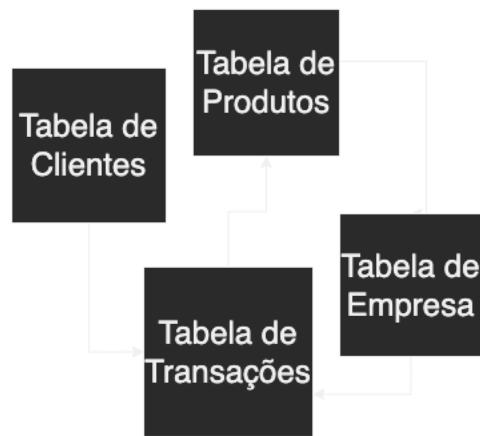 Tabela de
Clientes
Tabela de
Produtos
Tabela de
Empresa
Tabela de
Transações